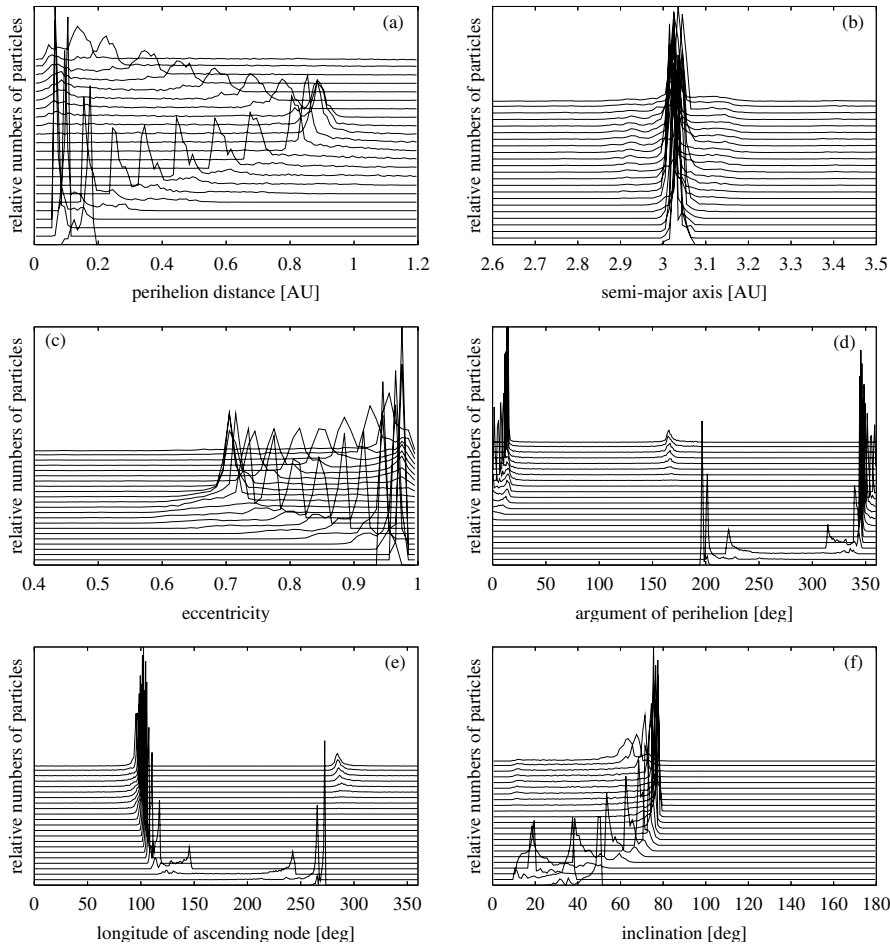 (a)
relative numbers of particles
0 0.2 0.4 0.6 0.8 1 1.2
perihelion distance [AU]
(b)
relative numbers of particles
2.6 2.7 2.8 2.9 3 3.1 3.2 3.3 3.4 3.5
semi-major axis [AU]
(c)
relative numbers of particles
0.4 0.5 0.6 0.7 0.8 0.9 1
eccentricity
(d)
relative numbers of particles
0 50 100 150 200 250 300 350
argument of perihelion [deg]
(e)
relative numbers of particles
0 50 100 150 200 250 300 350
longitude of ascending node [deg]
(f)
relative numbers of particles
0 20 40 60 80 100 120 140 160 180
inclination [deg]